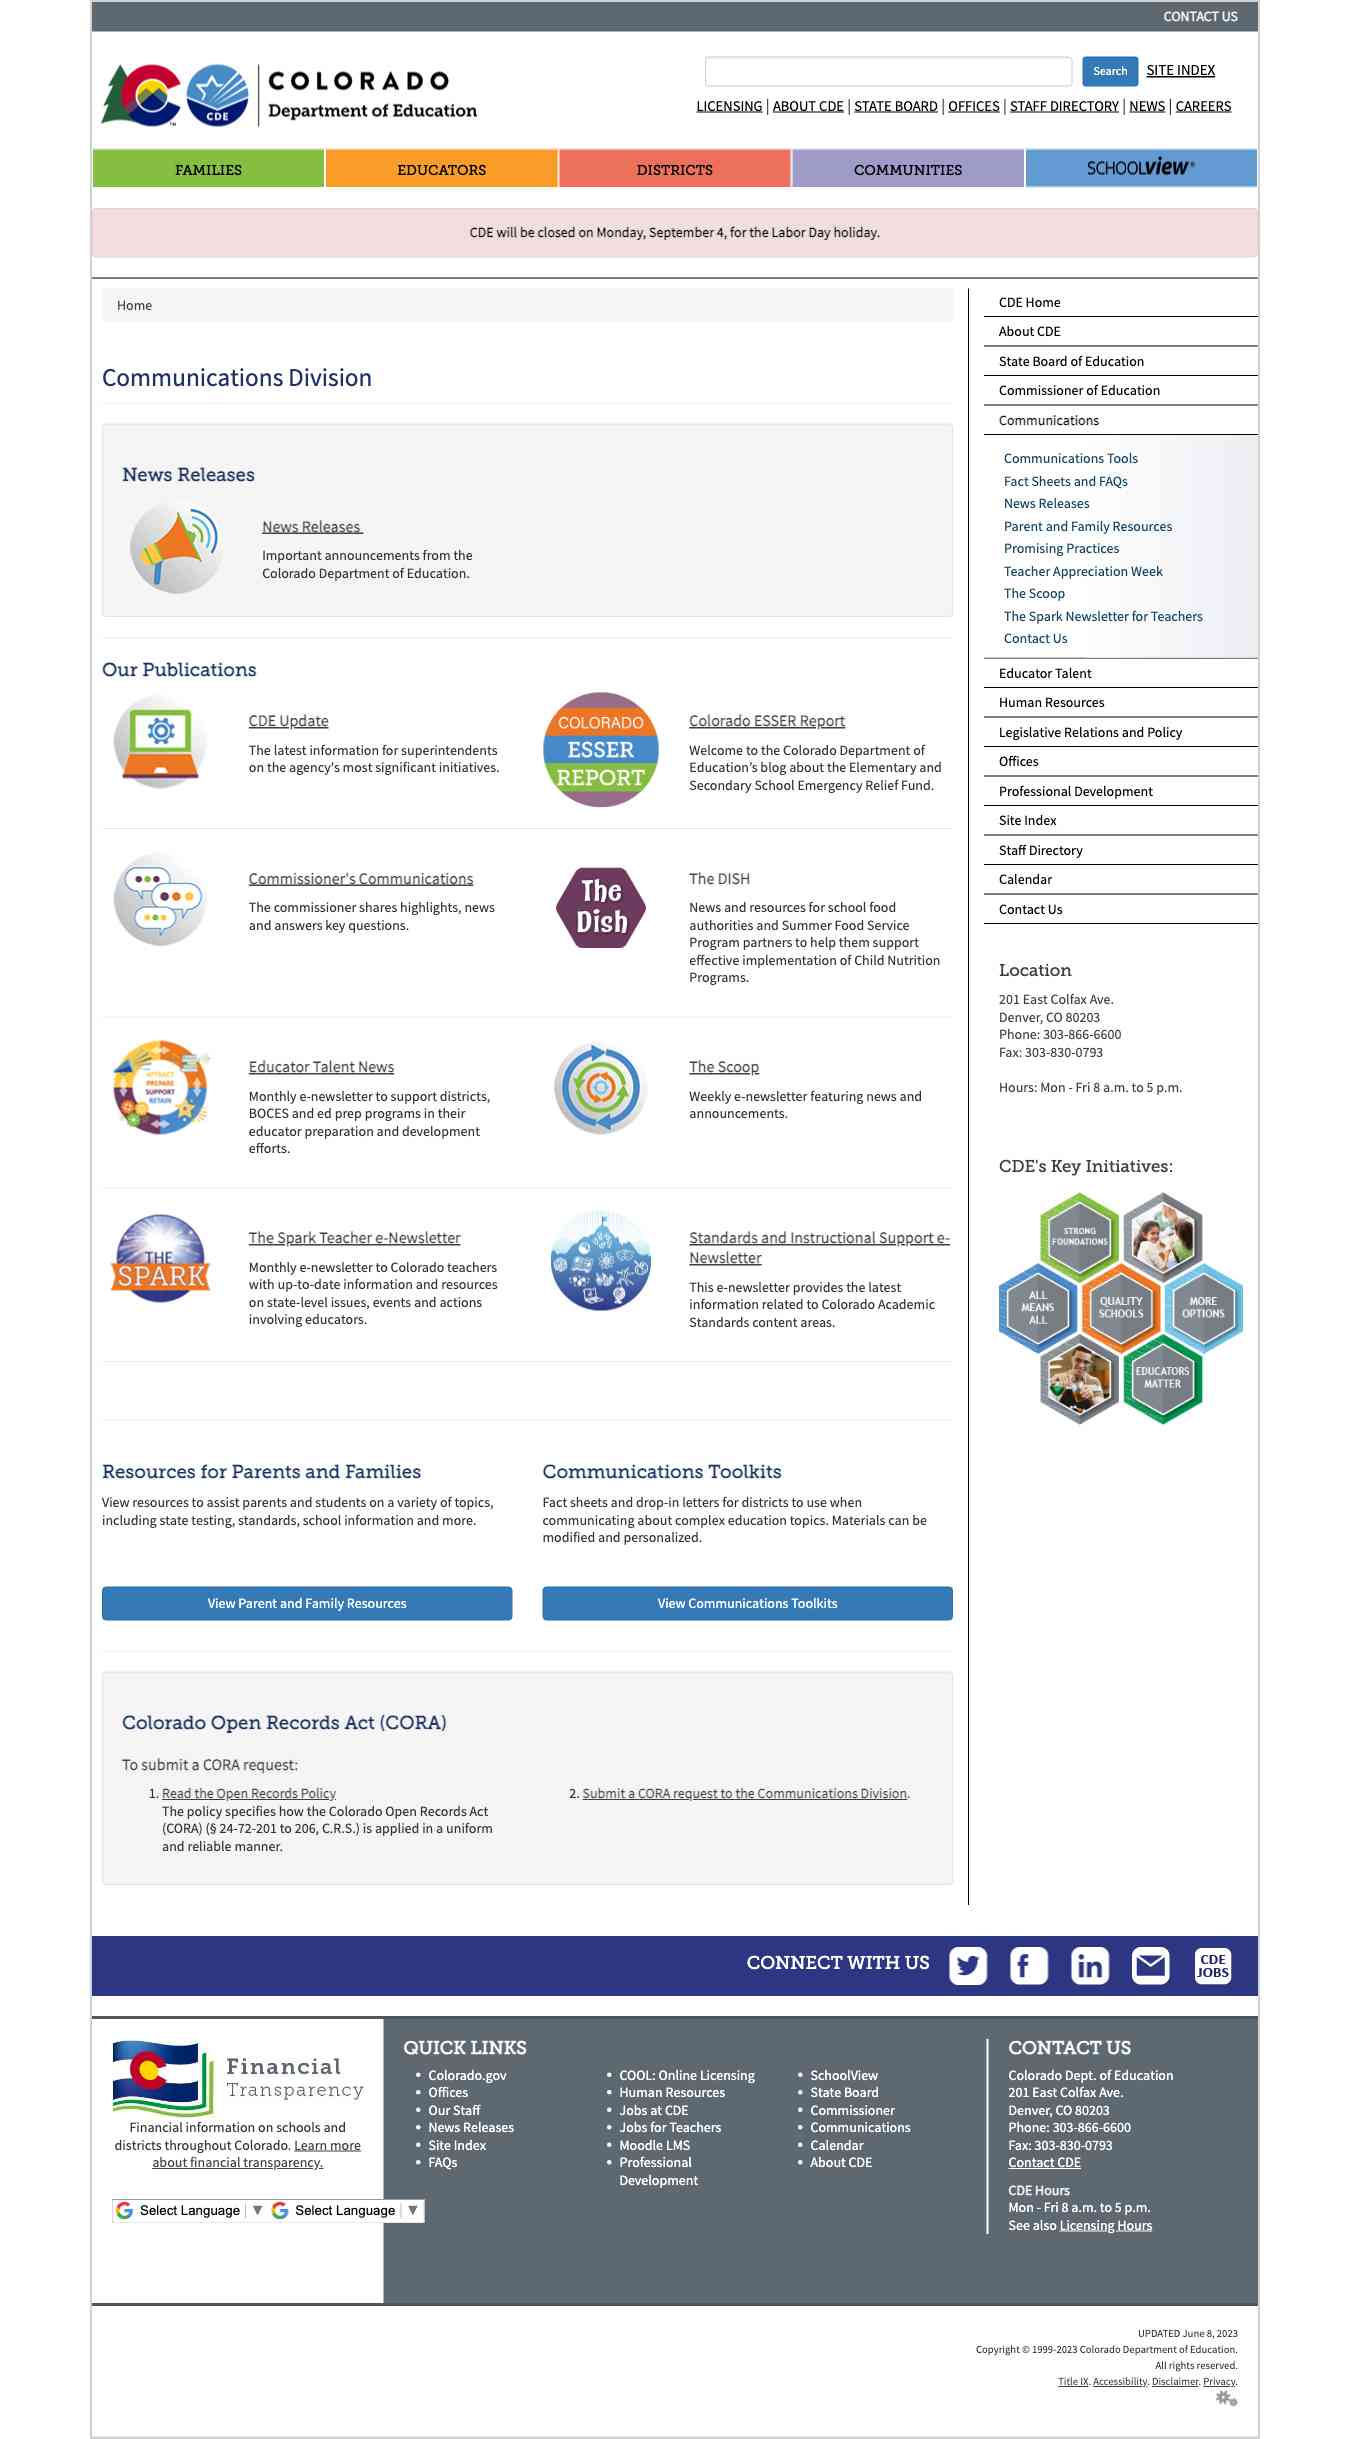 CONTACT US
COLORADO
Department of Education
CDE
TM
Search
SITE INDEX
LICENSING | ABOUT CDE | STATE BOARD | OFFICES | STAFF DIRECTORY | NEWS | CAREERS
FAMILIES
EDUCATORS
DISTRICTS
COMMUNITIES
SCHOOLVIEW®
CDE will be closed on Monday, September 4, for the Labor Day holiday.
Home
Communications Division
News Releases
News Releases
Important announcements from the
Colorado Department of Education.
Our Publications
CDE Update
The latest information for superintendents
on the agency's most significant initiatives.
COLORADO
ESSER
REPORT
Colorado ESSER Report
Welcome to the Colorado Department of
Education's blog about the Elementary and
Secondary School Emergency Relief Fund.
Commissioner's Communications
The commissioner shares highlights, news
and answers key questions.
The
Dish
The DISH
News and resources for school food
authorities and Summer Food Service
Program partners to help them support
effective implementation of Child Nutrition
Programs.
ATTRACT
PREPARE
SUPPORT
RETAIN
Educator Talent News
Monthly e-newsletter to support districts,
BOCES and ed prep programs in their
educator preparation and development
efforts.
The Scoop
Weekly e-newsletter featuring news and
announcements.
THE
SPARK
The Spark Teacher e-Newsletter
Monthly e-newsletter to Colorado teachers
with up-to-date information and resources
on state-level issues, events and actions
involving educators.
Standards and Instructional Support e-
Newsletter
This e-newsletter provides the latest
information related to Colorado Academic
Standards content areas.
Resources for Parents and Families
View resources to assist parents and students on a variety of topics,
including state testing, standards, school information and more.
View Parent and Family Resources
Communications Toolkits
Fact sheets and drop-in letters for districts to use when
communicating about complex education topics. Materials can be
modified and personalized.
View Communications Toolkits
Colorado Open Records Act (CORA)
To submit a CORA request:
1. Read the Open Records Policy
The policy specifies how the Colorado Open Records Act
(CORA) (§ 24-72-201 to 206, C.R.S.) is applied in a uniform
and reliable manner.
2. Submit a CORA request to the Communications Division.
CDE Home
About CDE
State Board of Education
Commissioner of Education
Communications
Communications Tools
Fact Sheets and FAQs
News Releases
Parent and Family Resources
Promising Practices
Teacher Appreciation Week
The Scoop
The Spark Newsletter for Teachers
Contact Us
Educator Talent
Human Resources
Legislative Relations and Policy
Offices
Professional Development
Site Index
Staff Directory
Calendar
Contact Us
Location
201 East Colfax Ave.
Denver, CO 80203
Phone: 303-866-6600
Fax: 303-830-0793
Hours: Mon - Fri 8 a.m. to 5 p.m.
CDE's Key Initiatives:
STRONG
FOUNDATIONS
ALL
MEANS
ALL
QUALITY
SCHOOLS
MORE
OPTIONS
EDUCATORS
MATTER
CONNECT WITH US
CDE
JOBS
Financial
Transparency
Financial information on schools and
districts throughout Colorado. Learn more
about financial transparency.
Select Language ▼
Select Language ▼
QUICK LINKS
Colorado.gov
Offices
Our Staff
News Releases
Site Index
FAQs
COOL: Online Licensing
Human Resources
Jobs at CDE
Jobs for Teachers
Moodle LMS
Professional
Development
SchoolView
State Board
Commissioner
Communications
Calendar
About CDE
CONTACT US
Colorado Dept. of Education
201 East Colfax Ave.
Denver, CO 80203
Phone: 303-866-6600
Fax: 303-830-0793
Contact CDE
CDE Hours
Mon - Fri 8 a.m. to 5 p.m.
See also Licensing Hours
UPDATED June 8, 2023
Copyright © 1999-2023 Colorado Department of Education.
All rights reserved.
Title IX. Accessibility. Disclaimer. Privacy.